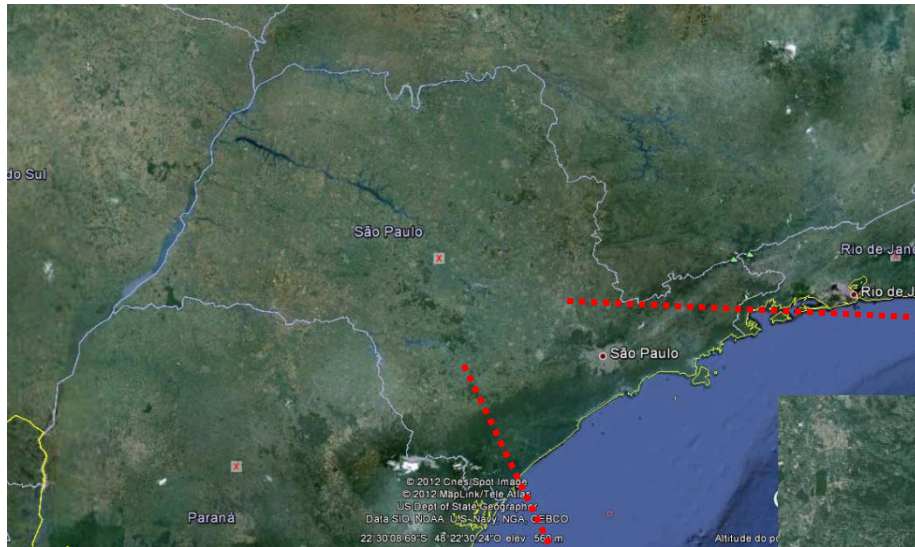 do Sul
São Paulo
X
Rio de Jane
X
Rio de J
São Paulo
X
Paraná
© 2012 Cnes/Spot Image
© 2012 MapLink/Tele Atlas
US Dept of State Geographer
Data SIO, NOAA, U.S. Navy, NGA, GEBCO
22°30'08.69"S 48°22'30.24"O elev 560 m
Altitude do po